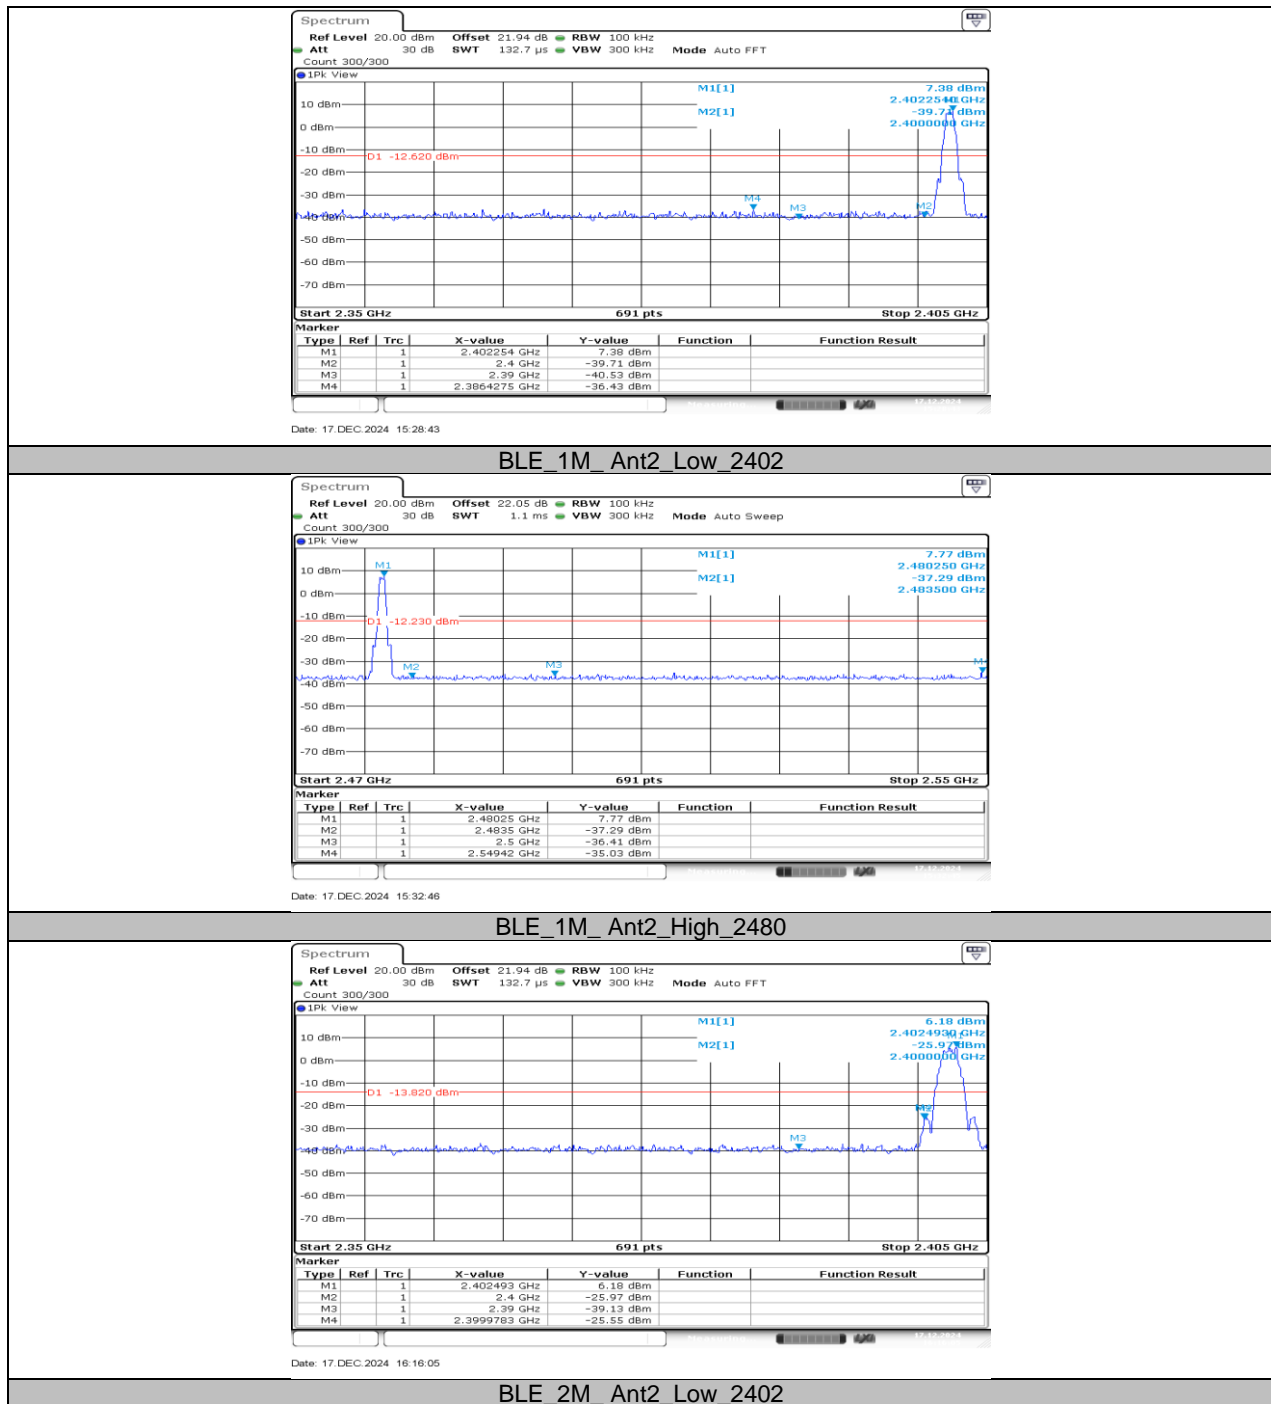 Spectrum
Ref Level 20.00 dBm Offset 21.94 dB RBW 100 kHz
Att 30 dB SWT 132.7 µs VBW 300 kHz Mode Auto FFT
Count 300/300
1Pk View
M1[1] 7.38 dBm
2.4022540 GHz
M2[1] -39.71 dBm
2.4000000 GHz
10 dBm
0 dBm
-10 dBm
D1 -12.620 dBm
-20 dBm
-30 dBm
M4 M3 M2
-40 dBm
-50 dBm
-60 dBm
-70 dBm
Start 2.35 GHz 691 pts Stop 2.405 GHz
Marker
Type Ref Trc X-value Y-value Function Function Result
M1 1 2.402254 GHz 7.38 dBm
M2 1 2.4 GHz -39.71 dBm
M3 1 2.39 GHz -40.53 dBm
M4 1 2.3864275 GHz -36.43 dBm
Date: 17.DEC.2024 15:28:43
BLE_1M_ Ant2_Low_2402
Spectrum
Ref Level 20.00 dBm Offset 22.05 dB RBW 100 kHz
Att 30 dB SWT 1.1 ms VBW 300 kHz Mode Auto Sweep
Count 300/300
1Pk View
M1[1] 7.77 dBm
2.480250 GHz
M2[1] -37.29 dBm
2.483500 GHz
M1
10 dBm
0 dBm
-10 dBm
D1 -12.230 dBm
-20 dBm
-30 dBm
M2 M3
-40 dBm
-50 dBm
-60 dBm
-70 dBm
Start 2.47 GHz 691 pts Stop 2.55 GHz
Marker
Type Ref Trc X-value Y-value Function Function Result
M1 1 2.48025 GHz 7.77 dBm
M2 1 2.4835 GHz -37.29 dBm
M3 1 2.5 GHz -36.41 dBm
M4 1 2.54942 GHz -35.03 dBm
Date: 17.DEC.2024 15:32:46
BLE_1M_ Ant2_High_2480
Spectrum
Ref Level 20.00 dBm Offset 21.94 dB RBW 100 kHz
Att 30 dB SWT 132.7 µs VBW 300 kHz Mode Auto FFT
Count 300/300
1Pk View
M1[1] 6.18 dBm
2.4024930 GHz
M2[1] -25.97 dBm
2.4000000 GHz
10 dBm
0 dBm
-10 dBm
D1 -13.820 dBm
-20 dBm
-30 dBm
M3
-40 dBm
-50 dBm
-60 dBm
-70 dBm
Start 2.35 GHz 691 pts Stop 2.405 GHz
Marker
Type Ref Trc X-value Y-value Function Function Result
M1 1 2.402493 GHz 6.18 dBm
M2 1 2.4 GHz -25.97 dBm
M3 1 2.39 GHz -39.13 dBm
M4 1 2.3999783 GHz -25.55 dBm
Date: 17.DEC.2024 16:16:05
BLE_2M_ Ant2_Low_2402